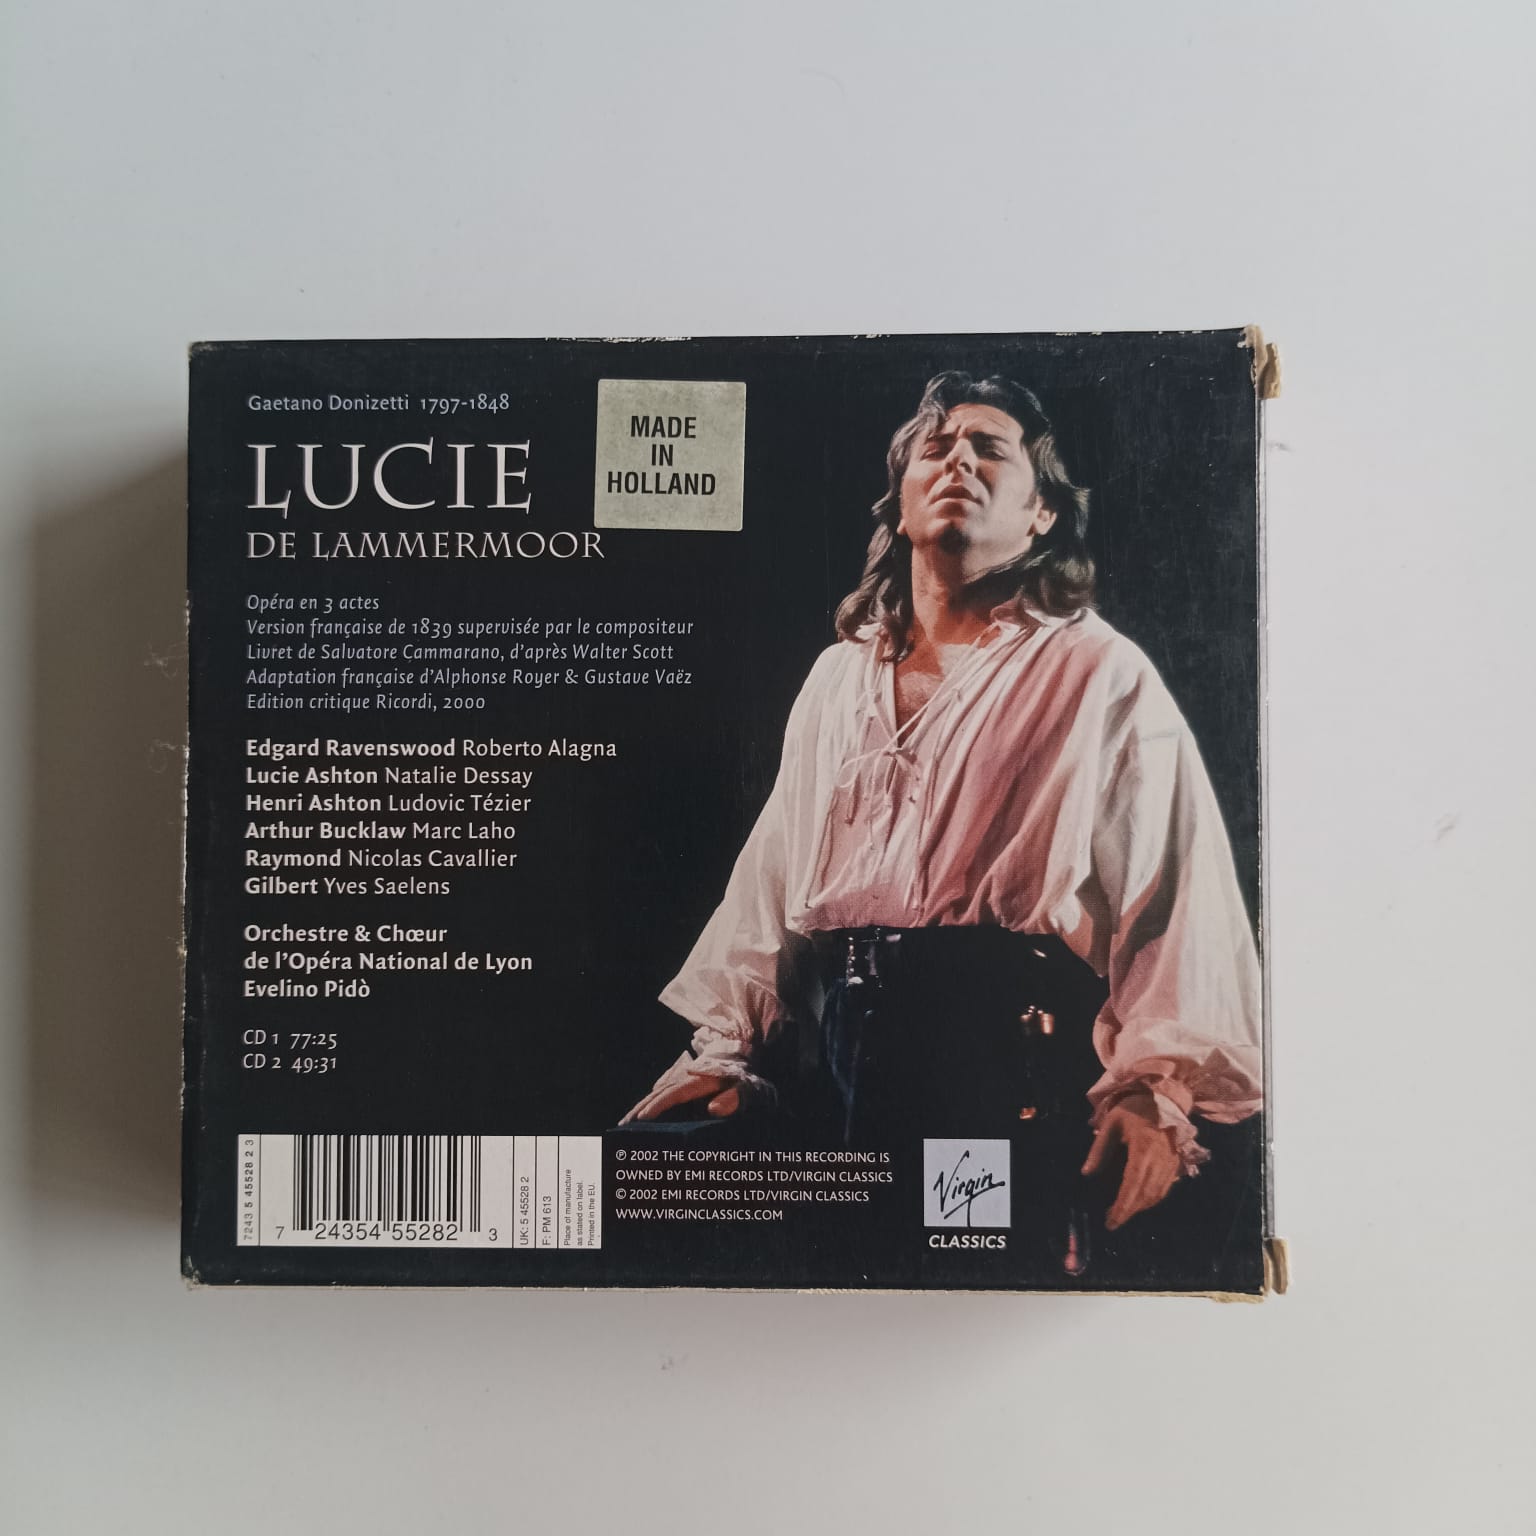 Gaetano Donizetti 1797-1848
LUCIE
DE LAMMERMOOR
MADE
IN
HOLLAND
Opéra en 3 actes
Version française de 1839 supervisée par le compositeur
Livret de Salvatore Cammarano, d'après Walter Scott
Adaptation française d'Alphonse Royer & Gustave Vaëz
Edition critique Ricordi, 2000
Edgard Ravenswood Roberto Alagna
Lucie Ashton Natalie Dessay
Henri Ashton Ludovic Tézier
Arthur Bucklaw Marc Laho
Raymond Nicolas Cavallier
Gilbert Yves Saelens
Orchestre & Chœur
de l'Opéra National de Lyon
Evelino Pidò
CD 1 77:25
CD 2 49:31
7243 5 45528 2 3
7 24354 55282 3
UK: 5 45528 2
F: PM 613
Place of manufacture
as stated on label.
Printed in the EU.
℗ 2002 THE COPYRIGHT IN THIS RECORDING IS
OWNED BY EMI RECORDS LTD/VIRGIN CLASSICS
© 2002 EMI RECORDS LTD/VIRGIN CLASSICS
WWW.VIRGINCLASSICS.COM
Virgin
CLASSICS